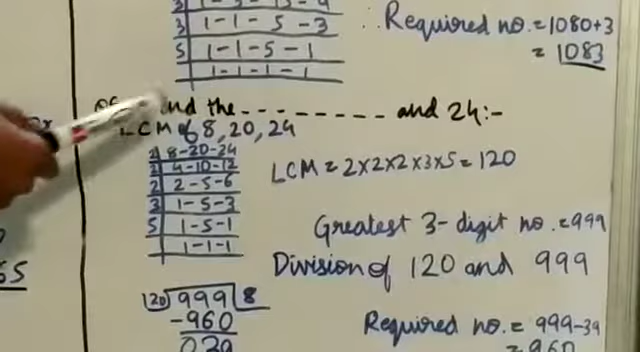 3 | 1-1-5-3
5 | 1-1-5-1
1-1-1-1
Required no. = 1080+3
= 1083
find the - - - - - - - - - and 24:-
LCM of 8, 20, 24
2 | 8-20-24
2 | 4-10-12
2 | 2-5-6
3 | 1-5-3
5 | 1-5-1
1-1-1
LCM = 2×2×2×3×5 = 120
Greatest 3-digit no. = 999
Division of 120 and 999
120 ) 999 ( 8
-960
039
Required no. = 999-39
= 960
65